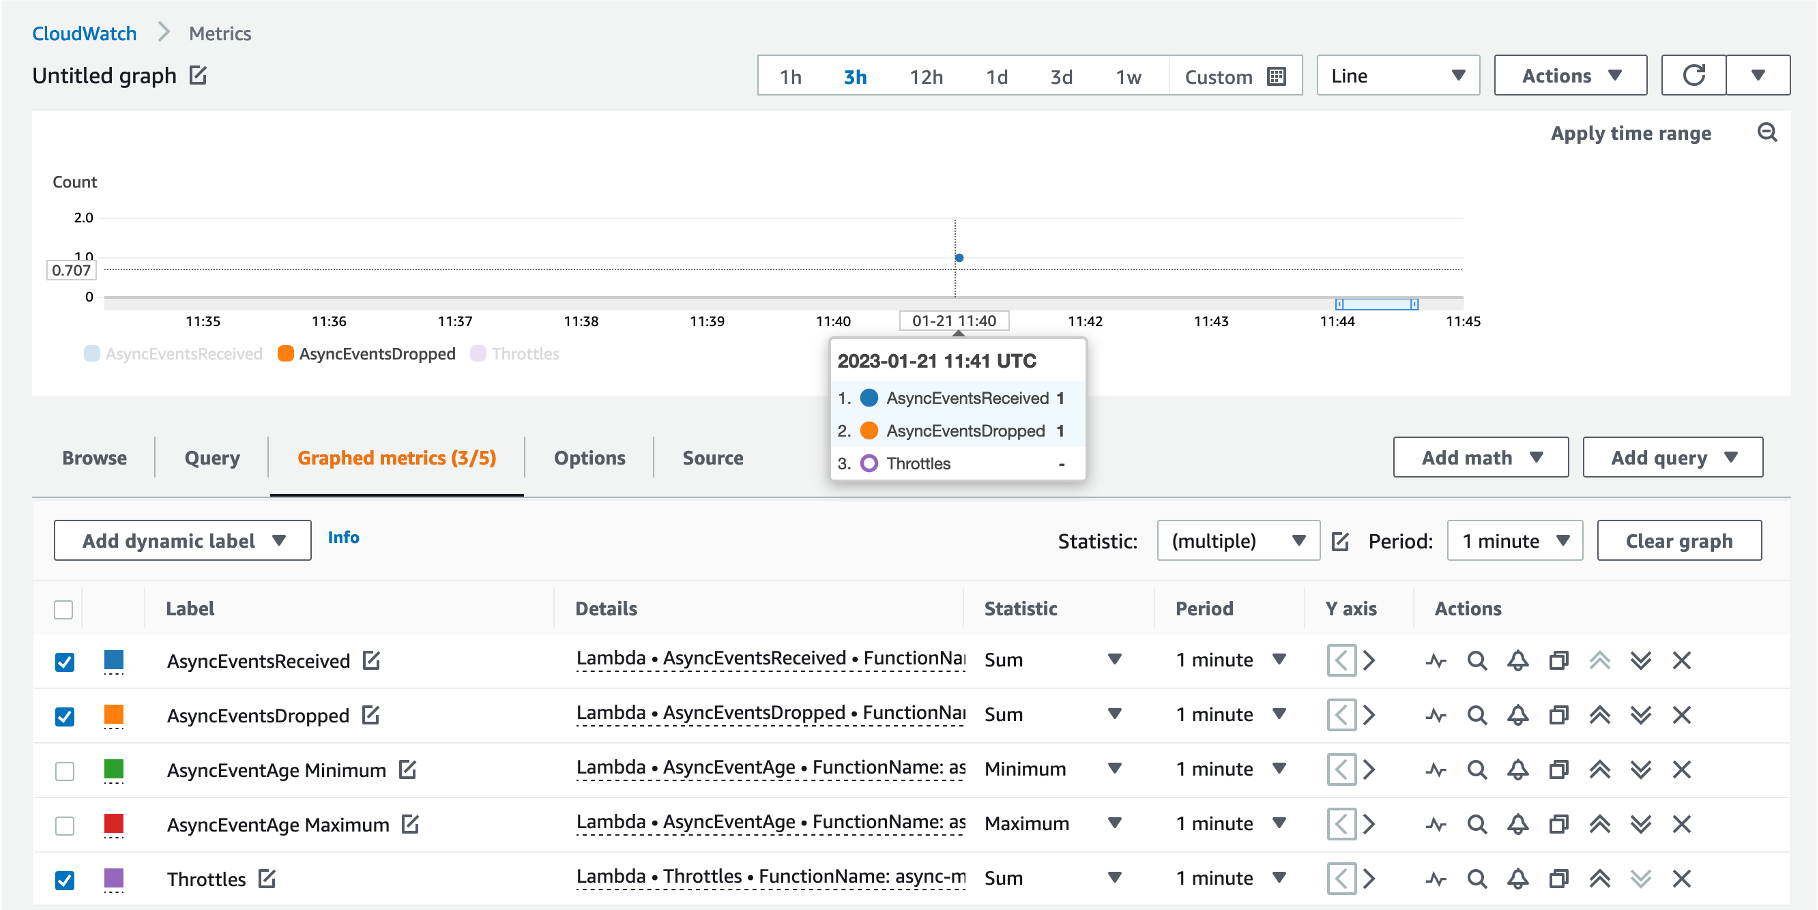 CloudWatch > Metrics
Untitled graph
1h 3h 12h 1d 3d 1w Custom Line Actions
Apply time range
Count
2.0
1.0
0.707
0
11:35 11:36 11:37 11:38 11:39 11:40 01-21 11:40 11:42 11:43 11:44 11:45
AsyncEventsReceived AsyncEventsDropped Throttles
2023-01-21 11:41 UTC
1. AsyncEventsReceived 1
2. AsyncEventsDropped 1
3. Throttles -
Browse Query Graphed metrics (3/5) Options Source Add math Add query
Add dynamic label Info Statistic: (multiple) Period: 1 minute Clear graph
Label Details Statistic Period Y axis Actions
AsyncEventsReceived Lambda • AsyncEventsReceived • FunctionNa Sum 1 minute
AsyncEventsDropped Lambda • AsyncEventsDropped • FunctionNa Sum 1 minute
AsyncEventAge Minimum Lambda • AsyncEventAge • FunctionName: as Minimum 1 minute
AsyncEventAge Maximum Lambda • AsyncEventAge • FunctionName: as Maximum 1 minute
Throttles Lambda • Throttles • FunctionName: async-m Sum 1 minute